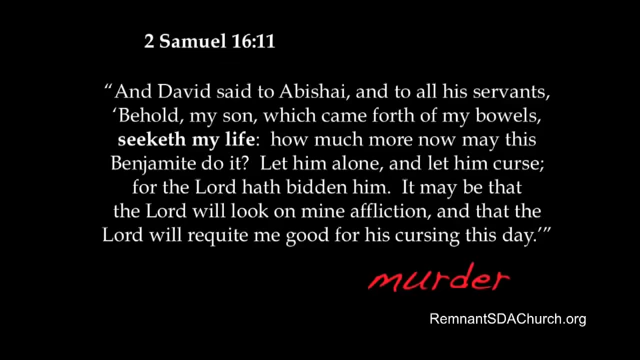 2 Samuel 16:11
“And David said to Abishai, and to all his servants,
‘Behold, my son, which came forth of my bowels,
seeketh my life:  how much more now may this
Benjamite do it?  Let him alone, and let him curse;
for the Lord hath bidden him.  It may be that
the Lord will look on mine affliction, and that the
Lord will requite me good for his cursing this day.’”
murder
RemnantSDAChurch.org